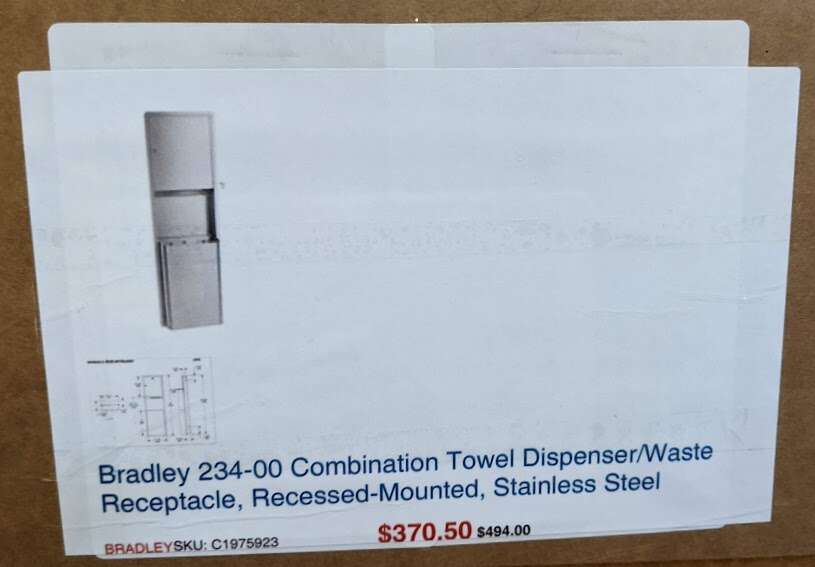 Bradley 234-00 Combination Towel Dispenser/Waste
Receptacle, Recessed-Mounted, Stainless Steel
BRADLEYSKU: C1975923 $370.50 $494.00